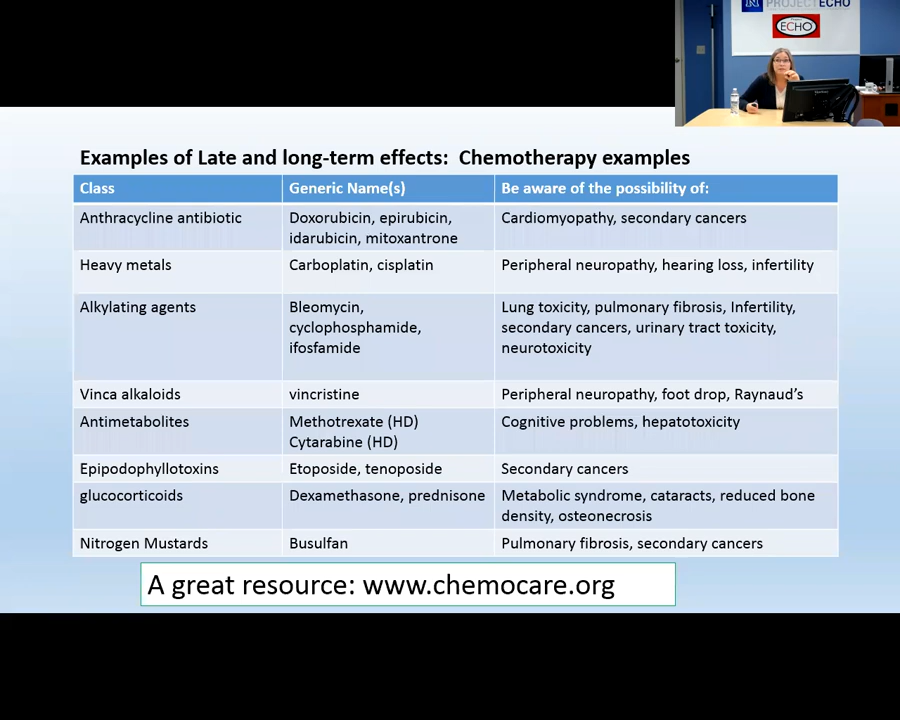 N PROJECT ECHO
ECHO
Examples of Late and long-term effects: Chemotherapy examples
Class Generic Name(s) Be aware of the possibility of:
Anthracycline antibiotic Doxorubicin, epirubicin, Cardiomyopathy, secondary cancers
idarubicin, mitoxantrone
Heavy metals Carboplatin, cisplatin Peripheral neuropathy, hearing loss, infertility
Alkylating agents Bleomycin, Lung toxicity, pulmonary fibrosis, Infertility,
cyclophosphamide, secondary cancers, urinary tract toxicity,
ifosfamide neurotoxicity
Vinca alkaloids vincristine Peripheral neuropathy, foot drop, Raynaud’s
Antimetabolites Methotrexate (HD) Cognitive problems, hepatotoxicity
Cytarabine (HD)
Epipodophyllotoxins Etoposide, tenoposide Secondary cancers
glucocorticoids Dexamethasone, prednisone Metabolic syndrome, cataracts, reduced bone
density, osteonecrosis
Nitrogen Mustards Busulfan Pulmonary fibrosis, secondary cancers
A great resource: www.chemocare.org